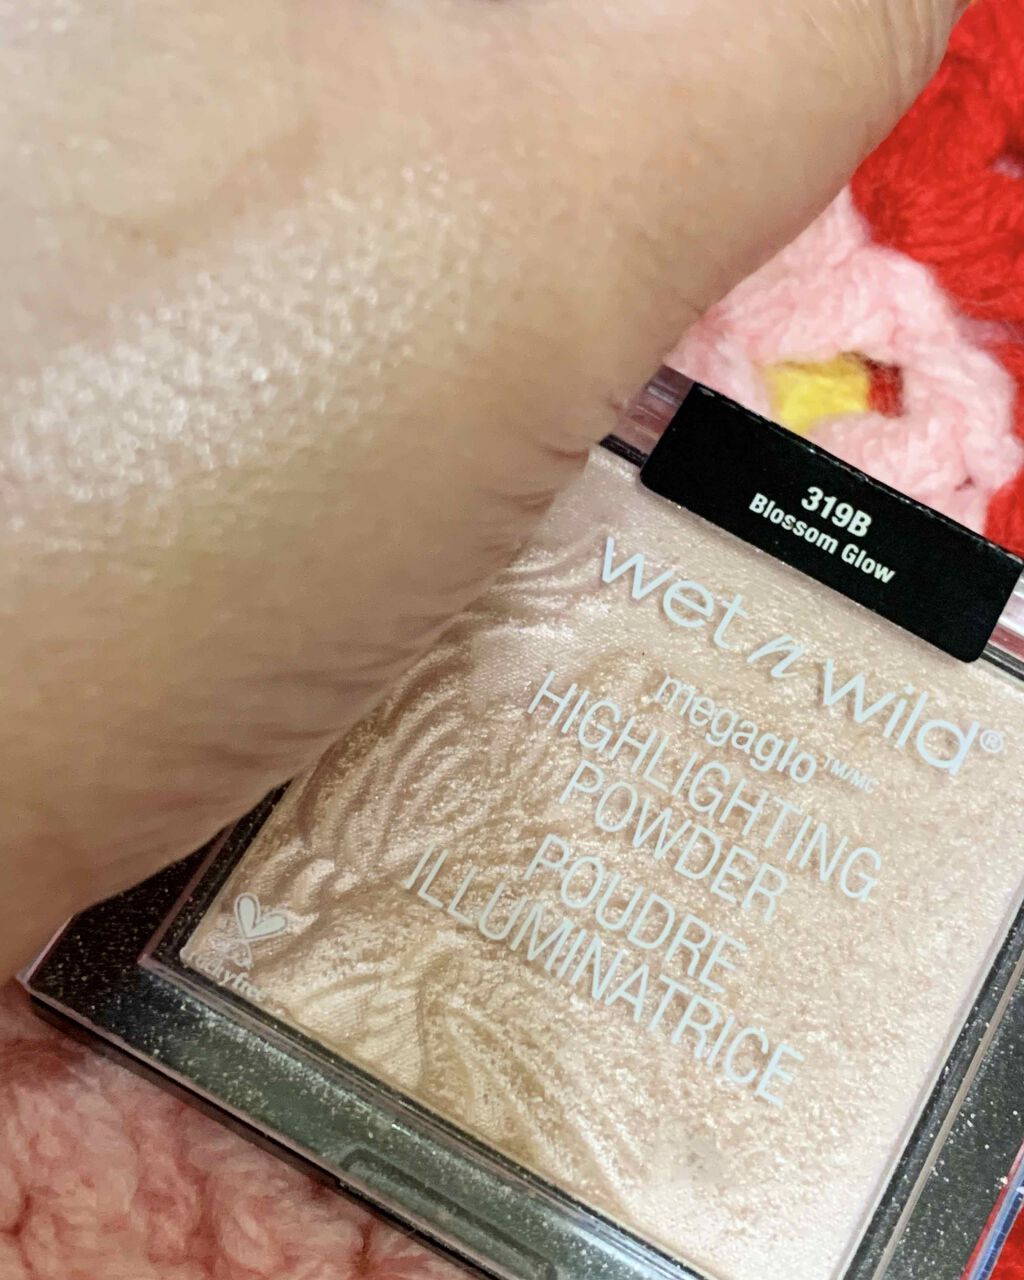 319B
Blossom Glow
wet n wild®
megaglo™/MC
HIGHLIGHTING
POWDER
POUDRE
ILLUMINATRICE